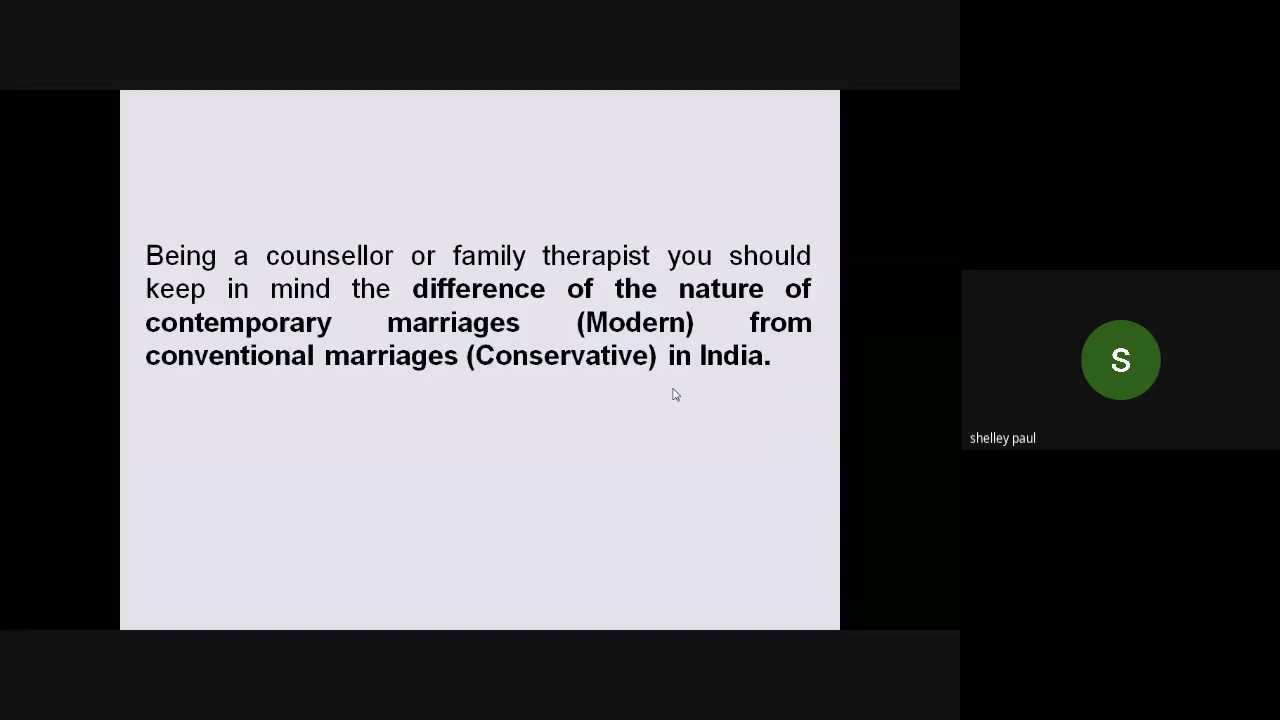 Being a counsellor or family therapist you should
keep in mind the difference of the nature of
contemporary marriages (Modern) from
conventional marriages (Conservative) in India.
S
shelley paul